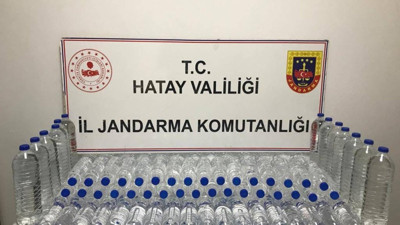 T.C.
HATAY VALİLİĞİ
İL JANDARMA KOMUTANLIĞI